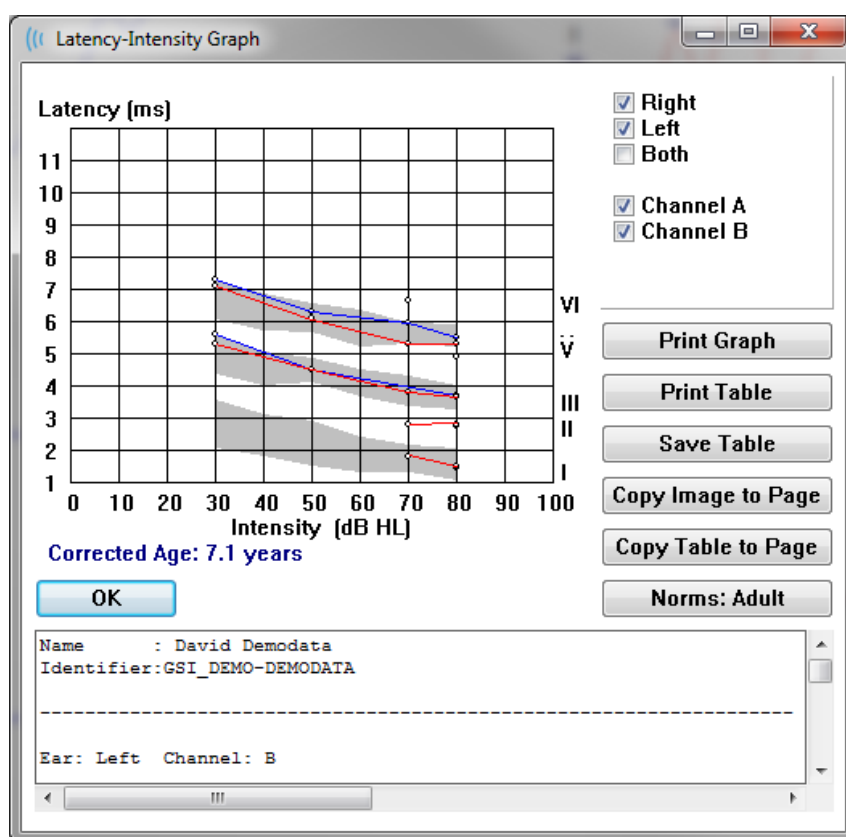 Latency-Intensity Graph
Latency (ms)
11
10
9
8
7
6
5
4
3
2
1
0 10 20 30 40 50 60 70 80 90 100
Intensity (dB HL)
VI
V
III
II
I
Corrected Age: 7.1 years
OK
Right
Left
Both
Channel A
Channel B
Print Graph
Print Table
Save Table
Copy Image to Page
Copy Table to Page
Norms: Adult
Name : David Demodata
Identifier:GSI_DEMO-DEMODATA
-------------------------------------------------------------------
Ear: Left Channel: B